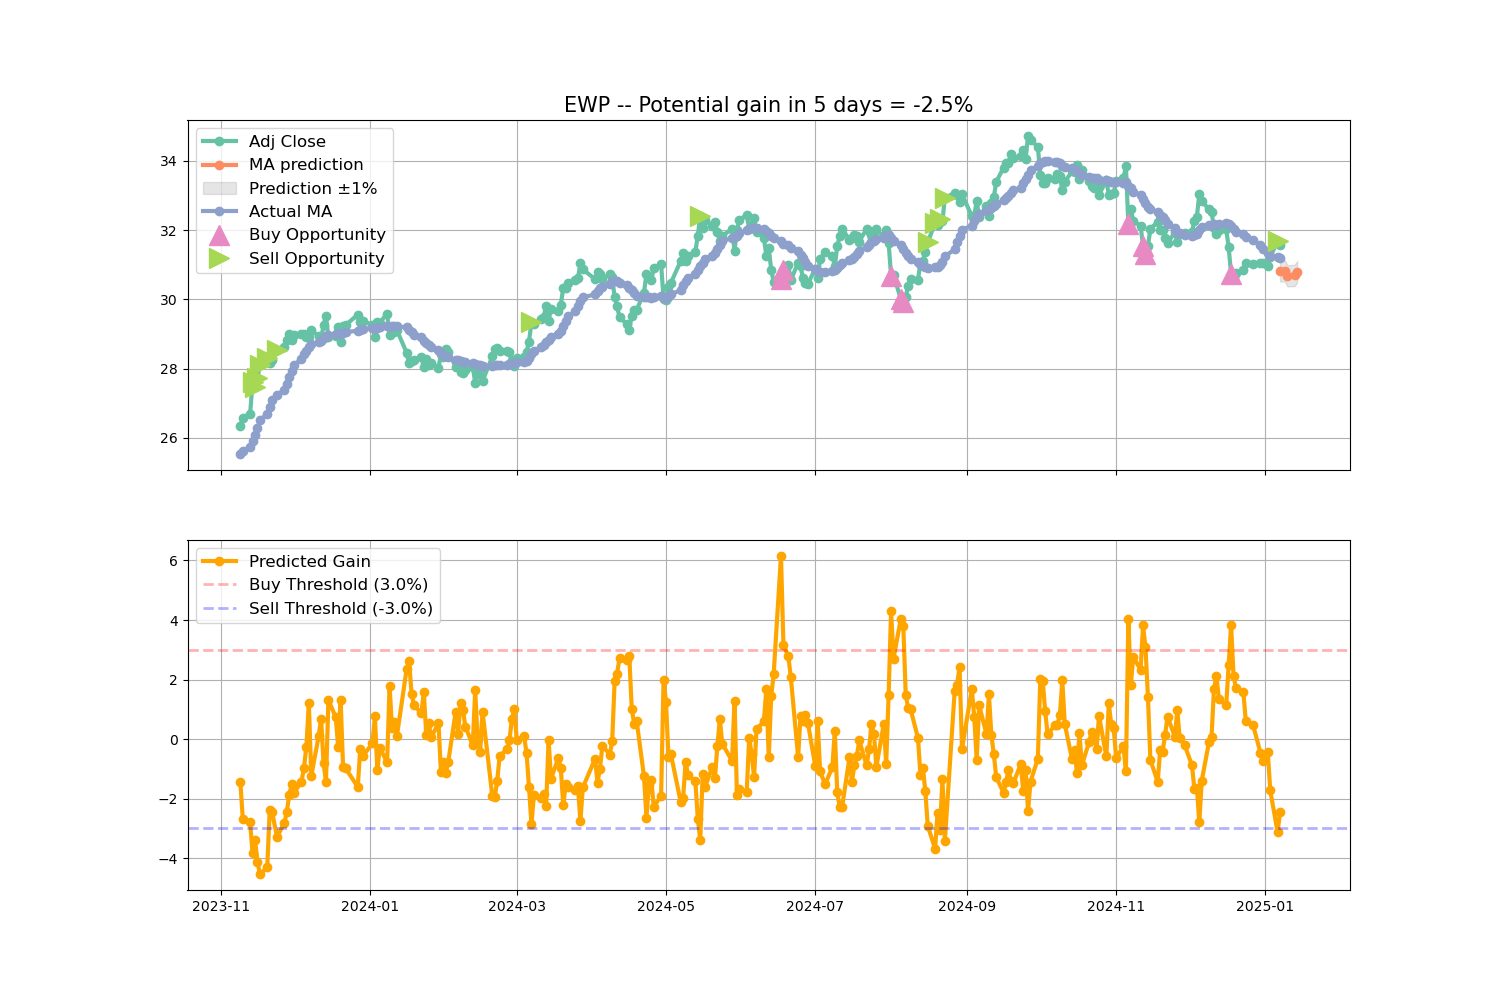 EWP -- Potential gain in 5 days = -2.5%
Adj Close
MA prediction
Prediction ±1%
Actual MA
Buy Opportunity
Sell Opportunity
34
32
30
28
26
Predicted Gain
Buy Threshold (3.0%)
Sell Threshold (-3.0%)
6
4
2
0
−2
−4
2023-11
2024-01
2024-03
2024-05
2024-07
2024-09
2024-11
2025-01